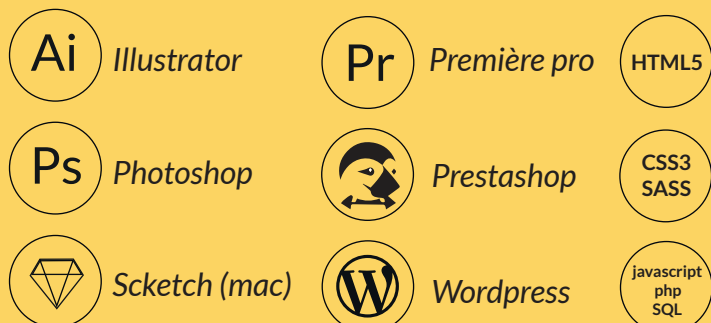 Ai Illustrator
Pr Première pro
HTML5
Ps Photoshop
Prestashop
CSS3
SASS
Scketch (mac)
W Wordpress
javascript
php
SQL